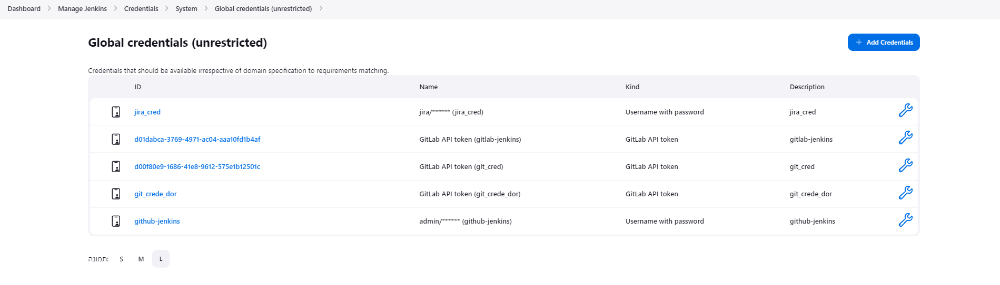 Dashboard > Manage Jenkins > Credentials > System > Global credentials (unrestricted) >
Global credentials (unrestricted)
+ Add Credentials
Credentials that should be available irrespective of domain specification to requirements matching.
ID Name Kind Description
jira_cred jira/****** (jira_cred) Username with password jira_cred
d01dabca-3769-4971-ac04-aaa10fd1b4af GitLab API token (gitlab-jenkins) GitLab API token gitlab-jenkins
d00f80e9-1686-41e8-9612-575e1b12501c GitLab API token (git_cred) GitLab API token git_cred
git_crede_dor GitLab API token (git_crede_dor) GitLab API token git_crede_dor
github-jenkins admin/****** (github-jenkins) Username with password github-jenkins
תמונה: S M L